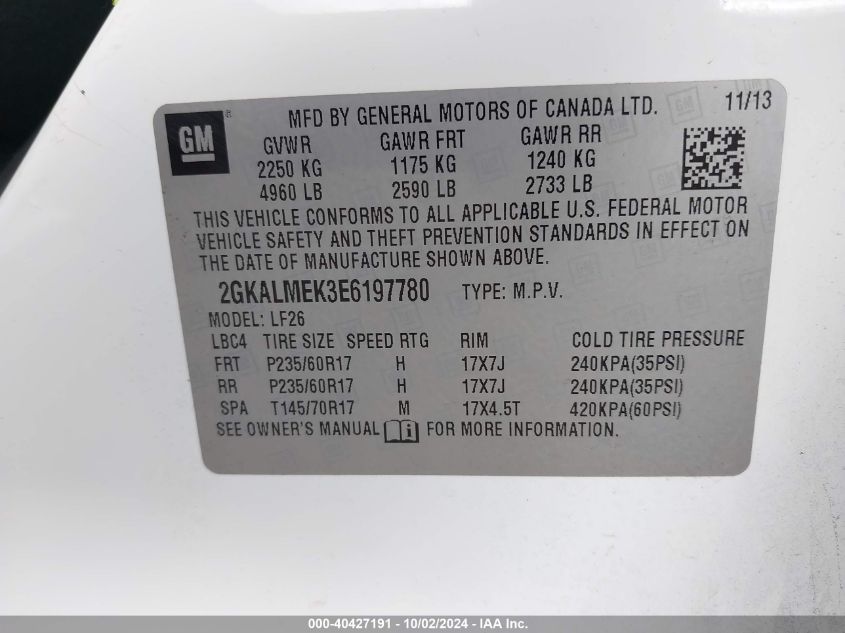 GM
MFD BY GENERAL MOTORS OF CANADA LTD. 11/13
GVWR GAWR FRT GAWR RR
2250 KG 1175 KG 1240 KG
4960 LB 2590 LB 2733 LB
THIS VEHICLE CONFORMS TO ALL APPLICABLE U.S. FEDERAL MOTOR
VEHICLE SAFETY AND THEFT PREVENTION STANDARDS IN EFFECT ON
THE DATE OF MANUFACTURE SHOWN ABOVE.
2GKALMEK3E6197780 TYPE: M.P.V.
MODEL: LF26
LBC4 TIRE SIZE SPEED RTG RIM COLD TIRE PRESSURE
FRT P235/60R17 H 17X7J 240KPA(35PSI)
RR P235/60R17 H 17X7J 240KPA(35PSI)
SPA T145/70R17 M 17X4.5T 420KPA(60PSI)
SEE OWNER'S MANUAL FOR MORE INFORMATION.
000-40427191 - 10/02/2024 - IAA Inc.